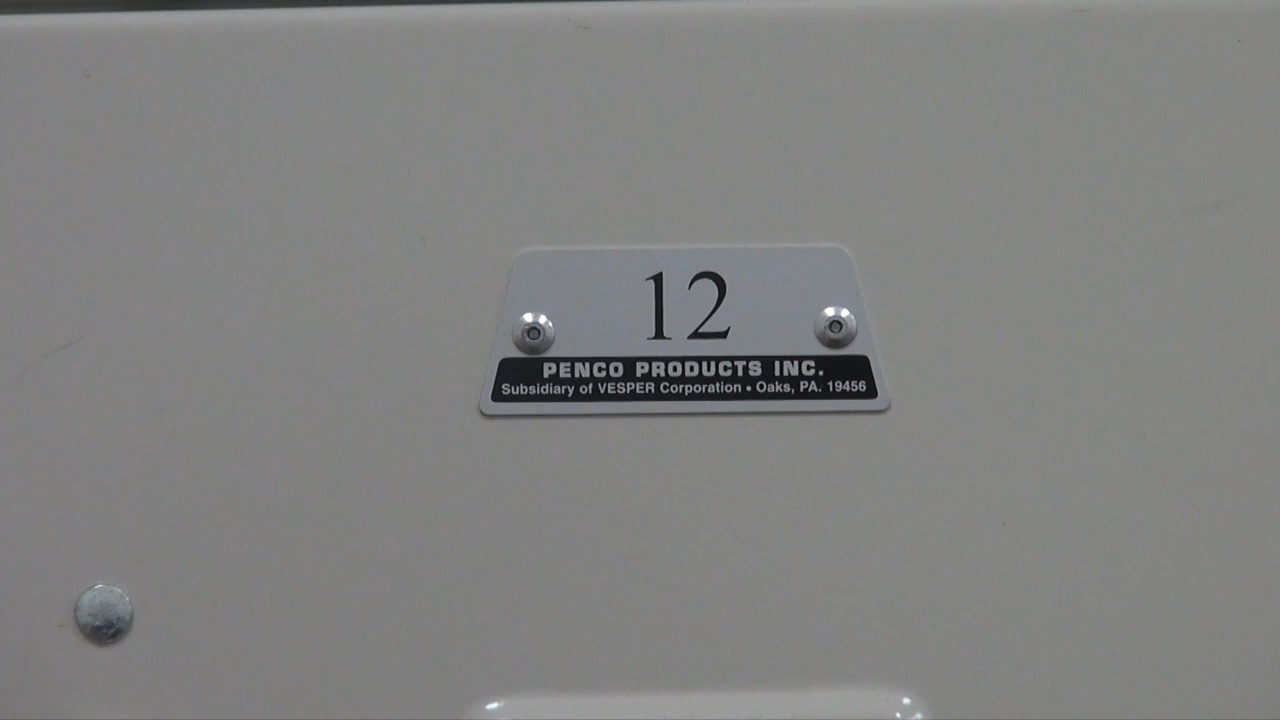 12
PENCO PRODUCTS INC.
Subsidiary of VESPER Corporation • Oaks, PA. 19456